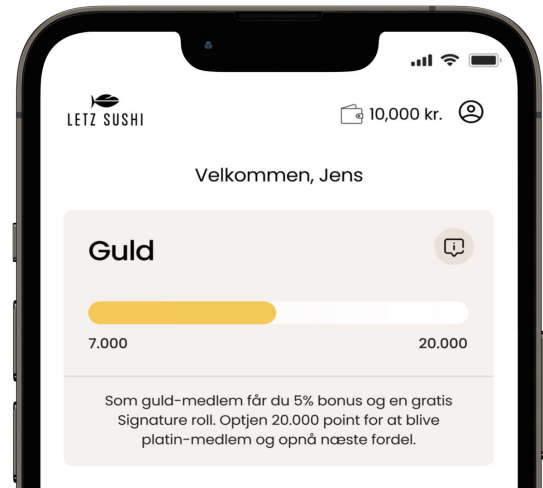 LETZ SUSHI
10,000 kr.
Velkommen, Jens
Guld
7.000
20.000
Som guld-medlem får du 5% bonus og en gratis
Signature roll. Optjen 20.000 point for at blive
platin-medlem og opnå næste fordel.